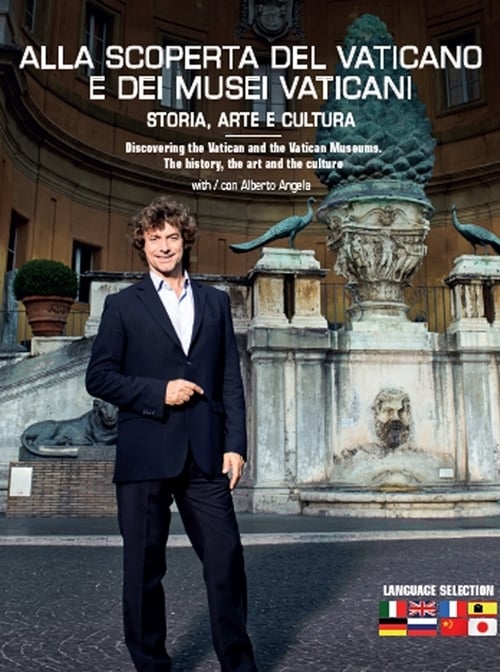 ALLA SCOPERTA DEL VATICANO
E DEI MUSEI VATICANI
STORIA, ARTE E CULTURA
Discovering the Vatican and the Vatican Museums.
The history, the art and the culture
with / con Alberto Angela
LANGUAGE SELECTION